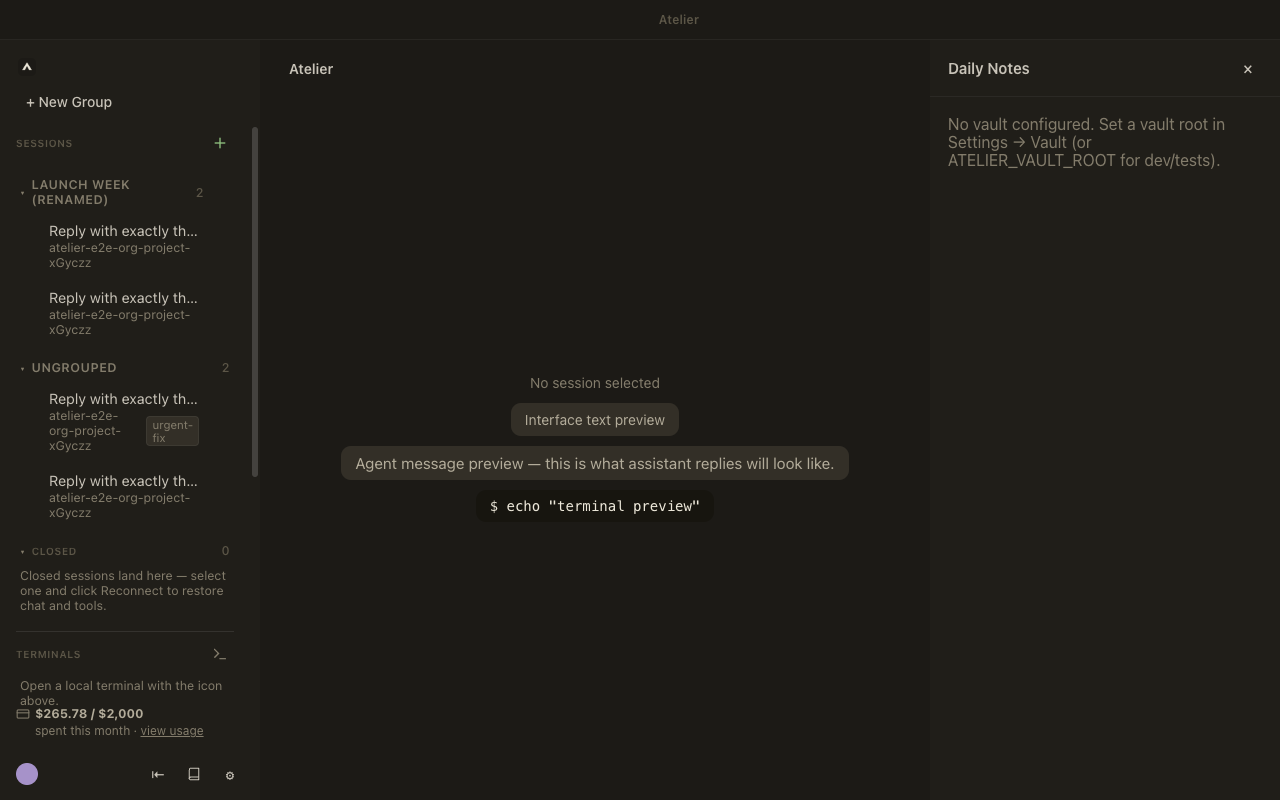 Atelier
+ New Group
SESSIONS
LAUNCH WEEK
(RENAMED)
2
Reply with exactly th...
atelier-e2e-org-project-
xGyczz
Reply with exactly th...
atelier-e2e-org-project-
xGyczz
UNGROUPED
2
Reply with exactly th...
atelier-e2e-
org-project-
xGyczz
urgent-
fix
Reply with exactly th...
atelier-e2e-org-project-
xGyczz
CLOSED
0
Closed sessions land here — select
one and click Reconnect to restore
chat and tools.
TERMINALS
Open a local terminal with the icon
above.
$265.78 / $2,000
spent this month · view usage
Atelier
No session selected
Interface text preview
Agent message preview — this is what assistant replies will look like.
$ echo "terminal preview"
Daily Notes
×
No vault configured. Set a vault root in
Settings → Vault (or
ATELIER_VAULT_ROOT for dev/tests).